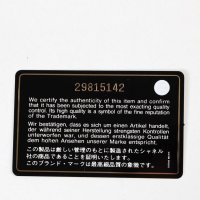 29815142
We certify the authenticity of this item and confirm
that it has been subjected to the most exacting quality
control. Its high quality is a symbol of the fine reputation
of the Trademark.
Wir bestätigen, dass es sich um einen Artikel handelt,
der während seiner Herstellung strengsten Kontrollen
unterworfen war, und dessen erstklassige Qualität
dem hohen Ansehen unserer Marke entspricht.
この製品は厳しい管理のもとに製造されたシャネル
社の商品であることを証明いたします。
このブランド・マークは最高級品質の象徴です。